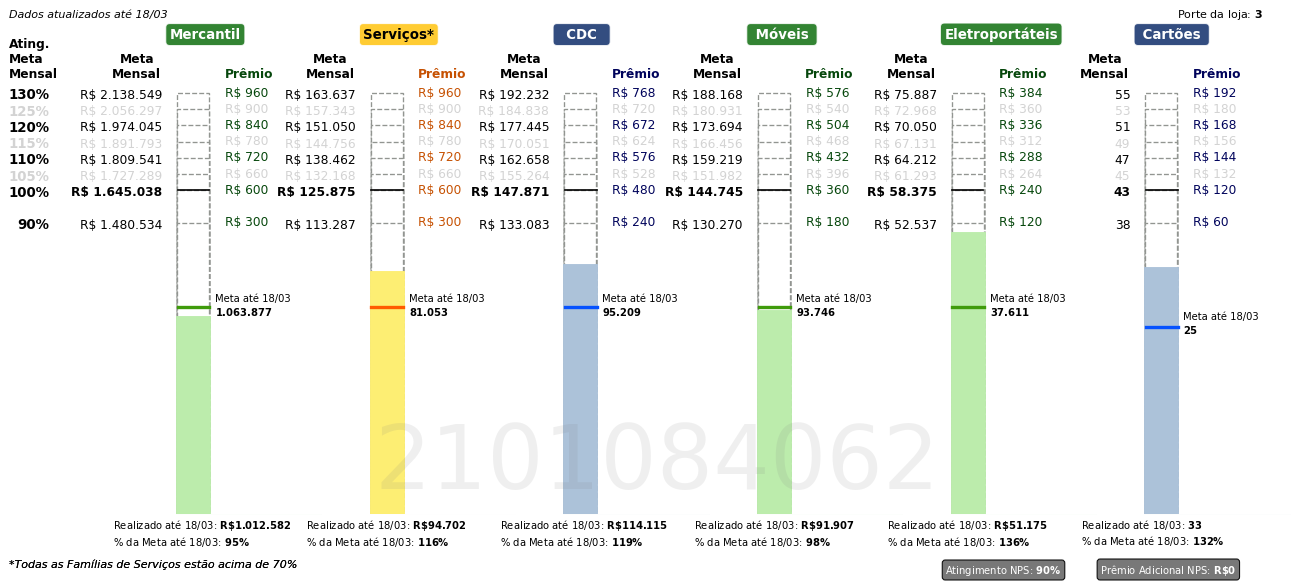 Dados atualizados até 18/03 Porte da loja: 3
Mercantil Serviços* CDC Móveis Eletroportáteis Cartões
Ating.
Meta Meta Meta Meta Meta Meta Meta
Mensal Mensal Prêmio Mensal Prêmio Mensal Prêmio Mensal Prêmio Mensal Prêmio Mensal Prêmio
130% R$ 2.138.549 R$ 960 R$ 163.637 R$ 960 R$ 192.232 R$ 768 R$ 188.168 R$ 576 R$ 75.887 R$ 384 55 R$ 192
125% R$ 2.056.297 R$ 900 R$ 157.343 R$ 900 R$ 184.838 R$ 720 R$ 180.931 R$ 540 R$ 72.968 R$ 360 53 R$ 180
120% R$ 1.974.045 R$ 840 R$ 151.050 R$ 840 R$ 177.445 R$ 672 R$ 173.694 R$ 504 R$ 70.050 R$ 336 51 R$ 168
115% R$ 1.891.793 R$ 780 R$ 144.756 R$ 780 R$ 170.051 R$ 624 R$ 166.456 R$ 468 R$ 67.131 R$ 312 49 R$ 156
110% R$ 1.809.541 R$ 720 R$ 138.462 R$ 720 R$ 162.658 R$ 576 R$ 159.219 R$ 432 R$ 64.212 R$ 288 47 R$ 144
105% R$ 1.727.289 R$ 660 R$ 132.168 R$ 660 R$ 155.264 R$ 528 R$ 151.982 R$ 396 R$ 61.293 R$ 264 45 R$ 132
100% R$ 1.645.038 R$ 600 R$ 125.875 R$ 600 R$ 147.871 R$ 480 R$ 144.745 R$ 360 R$ 58.375 R$ 240 43 R$ 120
90% R$ 1.480.534 R$ 300 R$ 113.287 R$ 300 R$ 133.083 R$ 240 R$ 130.270 R$ 180 R$ 52.537 R$ 120 38 R$ 60
Meta até 18/03 Meta até 18/03 Meta até 18/03 Meta até 18/03 Meta até 18/03
1.063.877 81.053 95.209 93.746 37.611
Meta até 18/03
25
2101084062
Realizado até 18/03: R$1.012.582 Realizado até 18/03: R$94.702 Realizado até 18/03: R$114.115 Realizado até 18/03: R$91.907 Realizado até 18/03: R$51.175 Realizado até 18/03: 33
% da Meta até 18/03: 95% % da Meta até 18/03: 116% % da Meta até 18/03: 119% % da Meta até 18/03: 98% % da Meta até 18/03: 136% % da Meta até 18/03: 132%
*Todas as Famílias de Serviços estão acima de 70% Atingimento NPS: 90% Prêmio Adicional NPS: R$0